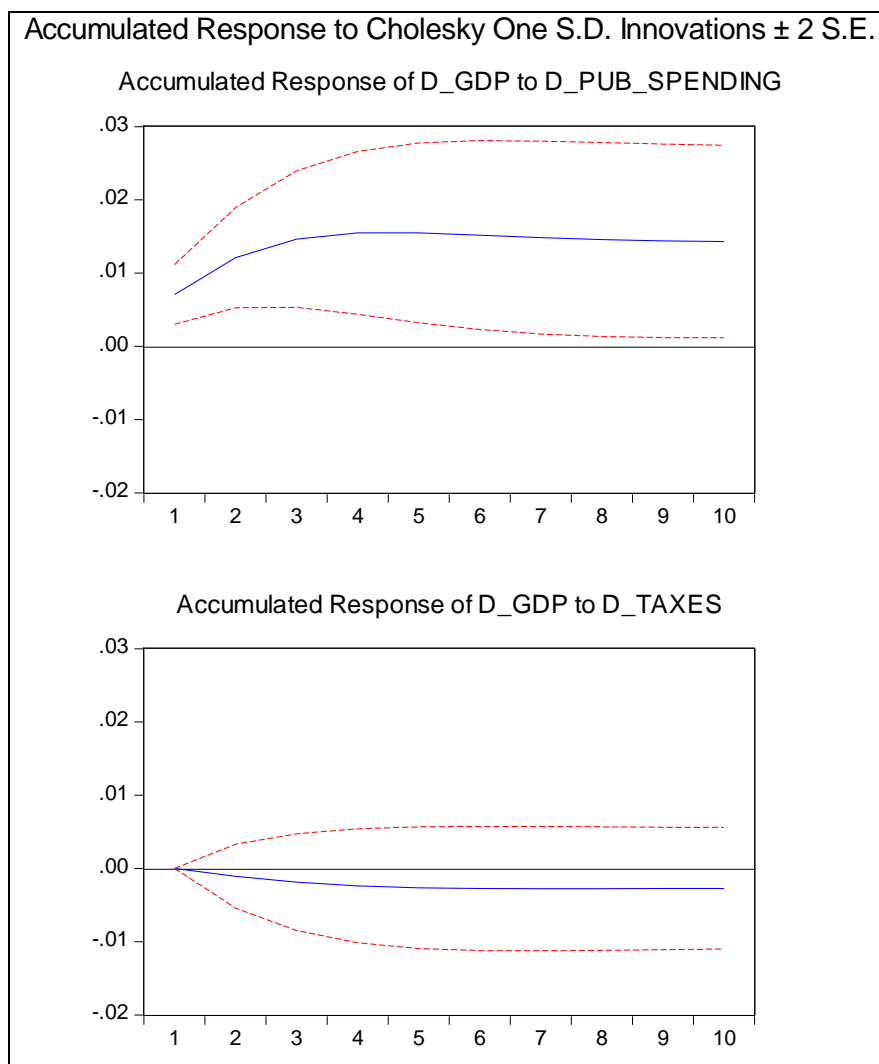 Accumulated Response to Cholesky One S.D. Innovations ± 2 S.E.
Accumulated Response of D_GDP to D_PUB_SPENDING
.03
.02
.01
.00
-.01
-.02
1 2 3 4 5 6 7 8 9 10
Accumulated Response of D_GDP to D_TAXES
.03
.02
.01
.00
-.01
-.02
1 2 3 4 5 6 7 8 9 10